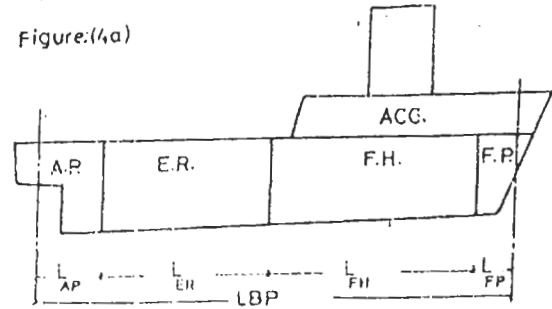 Figure:(4a)
ACC.
A.P. E.R. F.H. F.P.
L AP L ER L FH L FP
LBP